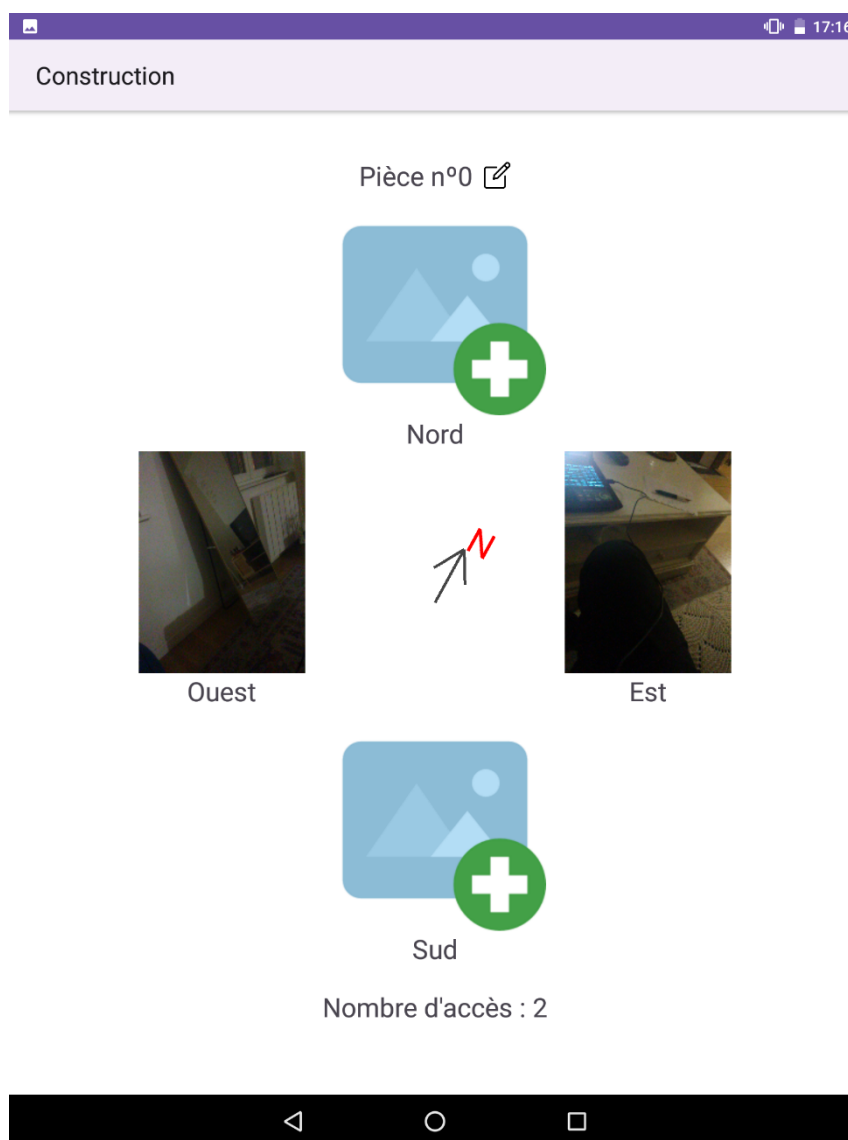 17:16
Construction
Pièce nº0
Nord
N
Ouest
Est
Sud
Nombre d'accès : 2